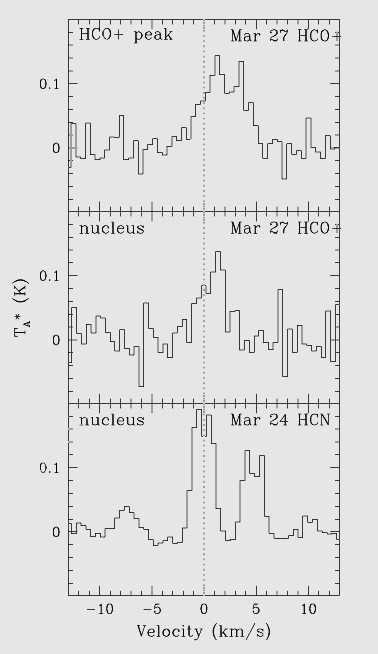 HCO+ peak Mar 27 HCO+
0.1
0
nucleus Mar 27 HCO+
0.1
0
T_A* (K)
nucleus Mar 24 HCN
0.1
0
−10 −5 0 5 10
Velocity (km/s)